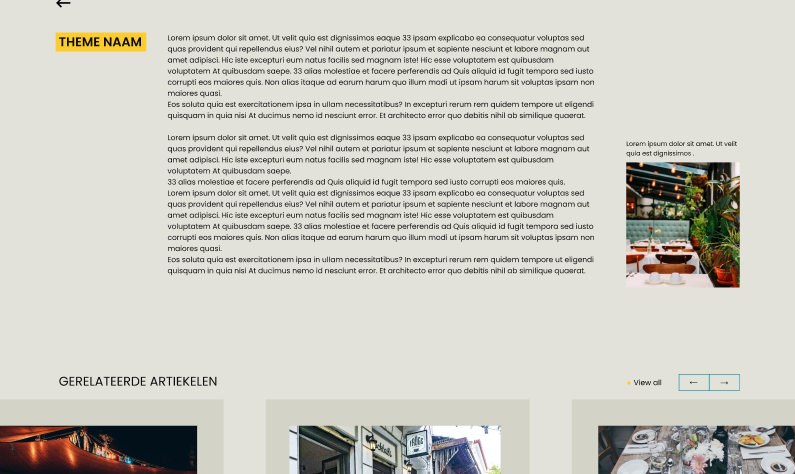 THEME NAAM
Lorem ipsum dolor sit amet. Ut velit quia est dignissimos eaque 33 ipsam explicabo ea consequatur voluptas sed
quas provident qui repellendus eius? Vel nihil autem et pariatur ipsum et sapiente nesciunt et labore magnam aut
amet adipisci. Hic iste excepturi eum natus facilis sed magnam iste! Hic esse voluptatem est quibusdam
voluptatem At quibusdam saepe. 33 alias molestiae et facere perferendis ad Quis aliquid id fugit tempora sed iusto
corrupti eos maiores quis. Non alias itaque ad earum harum quo illum modi ut ipsam harum sit voluptas ipsam non
maiores quasi.
Eos soluta quia est exercitationem ipsa in ullam necessitatibus? In excepturi rerum rem quidem tempore ut eligendi
quisquam in quia nisi At ducimus nemo id nesciunt error. Et architecto error quo debitis nihil ab similique quaerat.
Lorem ipsum dolor sit amet. Ut velit quia est dignissimos eaque 33 ipsam explicabo ea consequatur voluptas sed
quas provident qui repellendus eius? Vel nihil autem et pariatur ipsum et sapiente nesciunt et labore magnam aut
amet adipisci. Hic iste excepturi eum natus facilis sed magnam iste! Hic esse voluptatem est quibusdam
voluptatem At quibusdam saepe.
33 alias molestiae et facere perferendis ad Quis aliquid id fugit tempora sed iusto corrupti eos maiores quis.
Lorem ipsum dolor sit amet. Ut velit quia est dignissimos eaque 33 ipsam explicabo ea consequatur voluptas sed
quas provident qui repellendus eius? Vel nihil autem et pariatur ipsum et sapiente nesciunt et labore magnam aut
amet adipisci. Hic iste excepturi eum natus facilis sed magnam iste! Hic esse voluptatem est quibusdam
voluptatem At quibusdam saepe. 33 alias molestiae et facere perferendis ad Quis aliquid id fugit tempora sed iusto
corrupti eos maiores quis. Non alias itaque ad earum harum quo illum modi ut ipsam harum sit voluptas ipsam non
maiores quasi.
Eos soluta quia est exercitationem ipsa in ullam necessitatibus? In excepturi rerum rem quidem tempore ut eligendi
quisquam in quia nisi At ducimus nemo id nesciunt error. Et architecto error quo debitis nihil ab similique quaerat.
Lorem ipsum dolor sit amet. Ut velit
quia est dignissimos .
GERELATEERDE ARTIEKELEN
View all